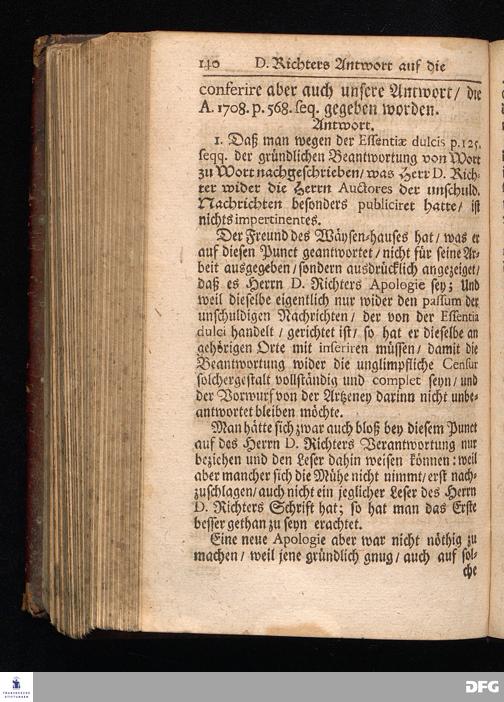 140 D. Richters Antwort auf die
conferire aber auch unsere Antwort / die
A. 1708. p. 568. seq. gegeben worden.
Antwort.
1. Daß man wegen der Essentiæ dulcis p. 125.
seqq. der gründlichen Beantwortung von Wort
zu Wort nachgeschrieben / was Herr D. Rich-
ter wider die Herrn Auctores der unschuld.
Nachrichten besonders publiciret hatte / ist
nichts impertinentes.
Der Freund des Wäysen-hauses hat / was er
auf diesen Punct geantwortet / nicht für seine Ar-
beit ausgegeben / sondern ausdrücklich angezeiget /
daß es Herrn D. Richters Apologie sey; Und
weil dieselbe eigentlich nur wider den passum der
unschuldigen Nachrichten / der von der Essentia
dulci handelt / gerichtet ist / so hat er dieselbe an
gehörigen Orte mit inseriren müssen / damit die
Beantwortung wider die unglimpfliche Censur
solchergestalt vollständig und complet seyn / und
der Vorwurf von der Artzeney darinn nicht unbe-
antwortet bleiben möchte.
Man hätte sich zwar auch bloß bey diesem Punct
auf des Herrn D. Richters Verantwortung nur
beziehen und den Leser dahin weisen können: weil
aber mancher sich die Mühe nicht nimmt / erst nach-
zuschlagen / auch nicht ein jeglicher Leser des Herrn
D. Richters Schrift hat; so hat man das Erste
besser gethan zu seyn erachtet.
Eine neue Apologie aber war nicht nöthig zu
machen / weil jene gründlich gnug / auch auf sol-
che
FRANCKESCHE
STIFTUNGEN
DFG